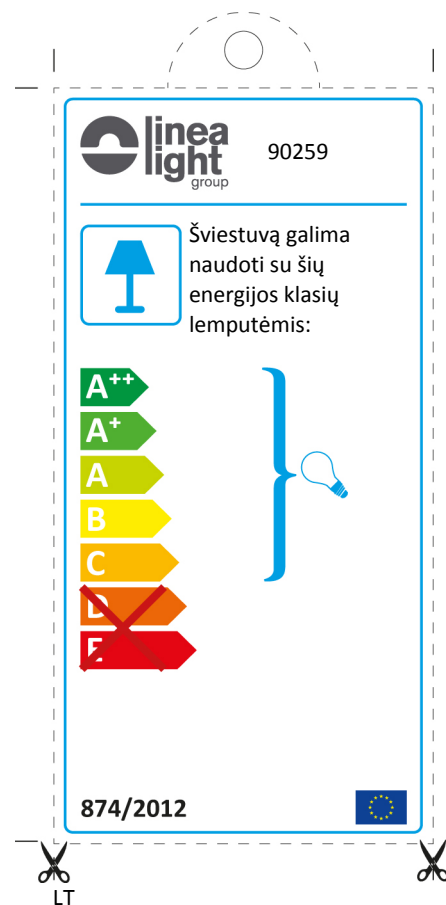 linea
light
group
90259
Šviestuvą galima
naudoti su šių
energijos klasių
lemputėmis:
A++
A+
A
B
C
D
E
874/2012
LT